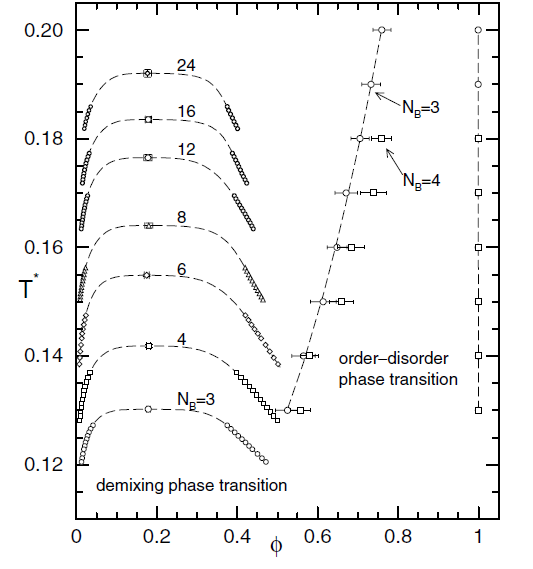 0.20
24
N_B=3
16
0.18
12
N_B=4
8
0.16
T*
6
4
0.14
order–disorder
phase transition
N_B=3
0.12
demixing phase transition
0
0.2
0.4
ϕ
0.6
0.8
1